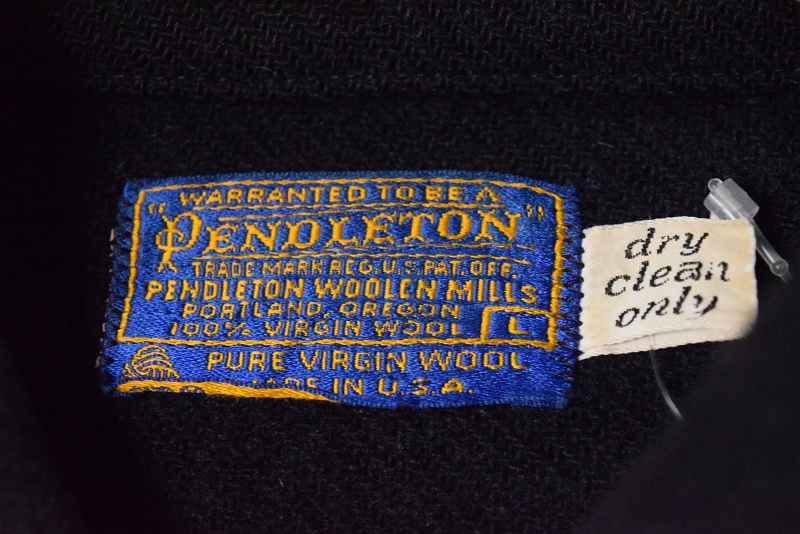 WARRANTED TO BE A
"PENDLETON"
TRADE MARK REG. U.S. PAT. OFF.
PENDLETON WOOLEN MILLS
PORTLAND, OREGON
100% VIRGIN WOOL
L
PURE VIRGIN WOOL
MADE IN U.S.A.
dry
clean
only